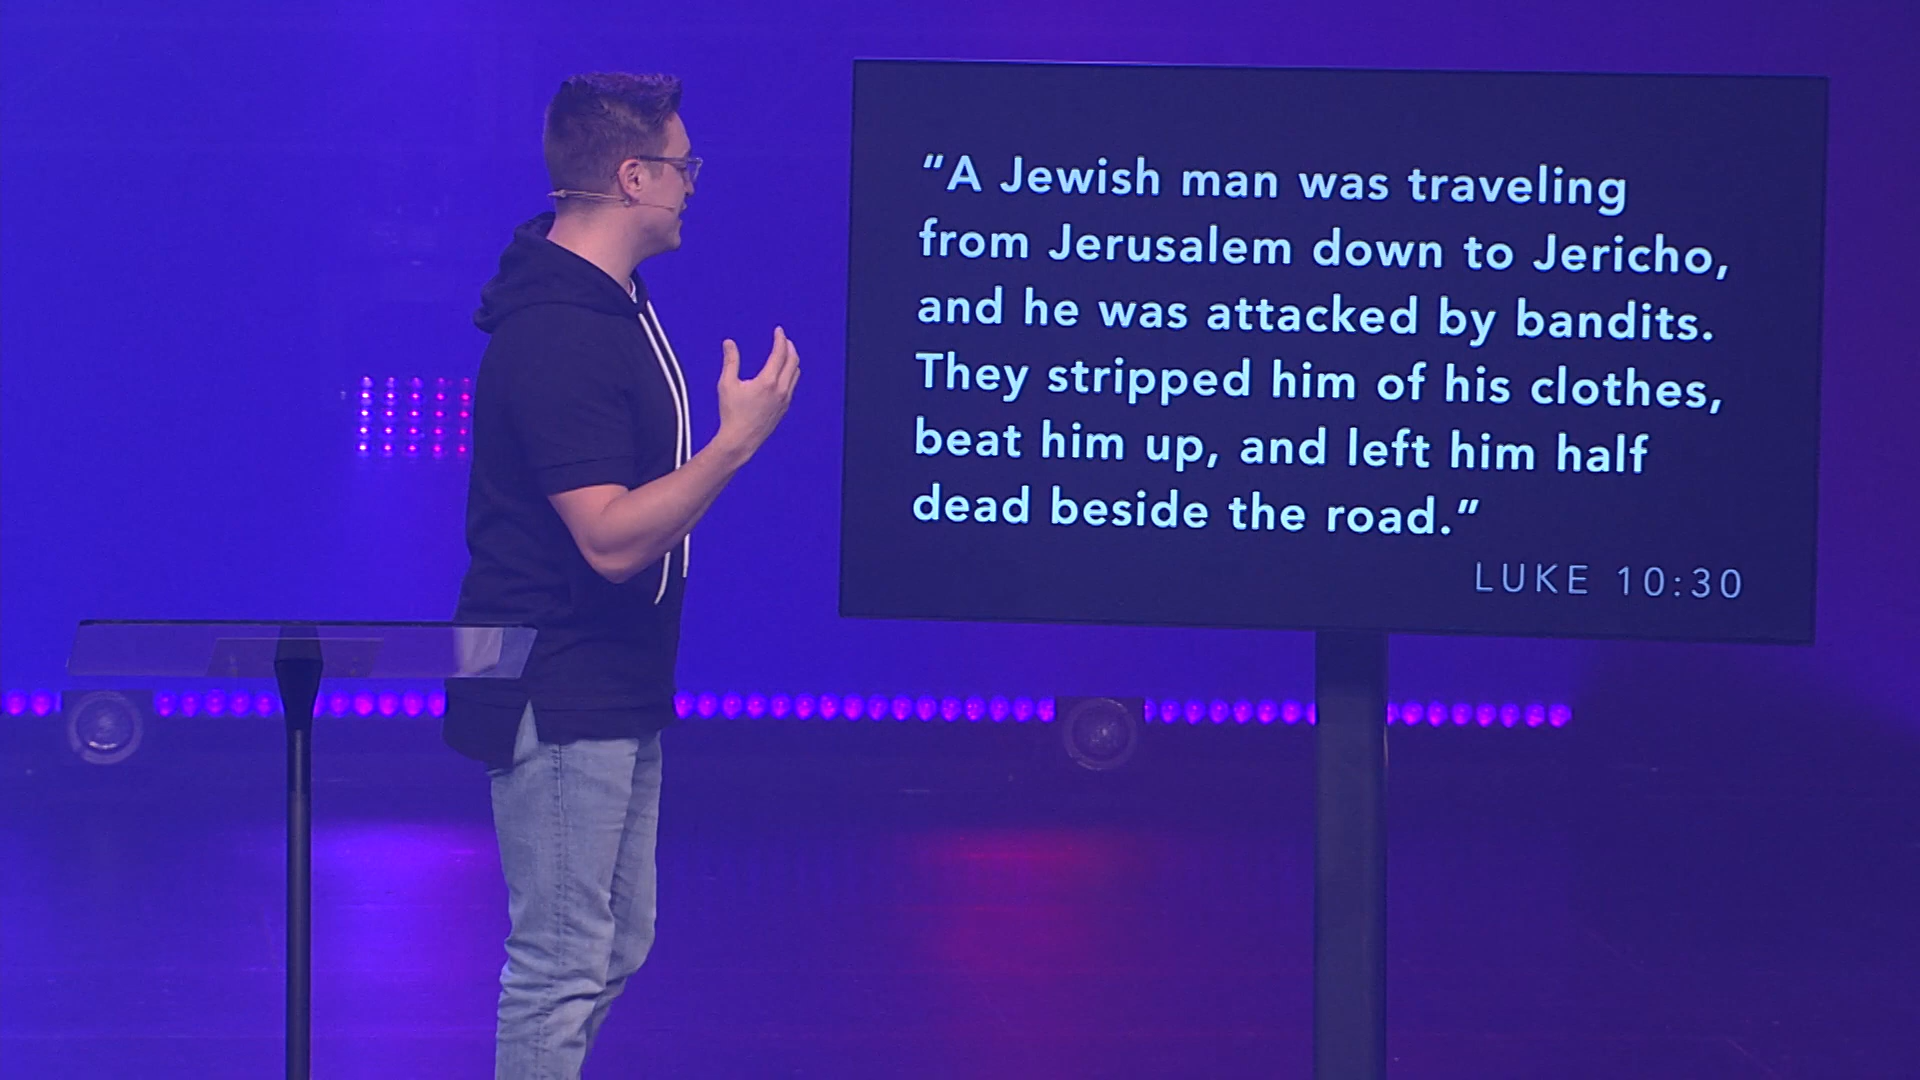 “A Jewish man was traveling
from Jerusalem down to Jericho,
and he was attacked by bandits.
They stripped him of his clothes,
beat him up, and left him half
dead beside the road.”
LUKE 10:30